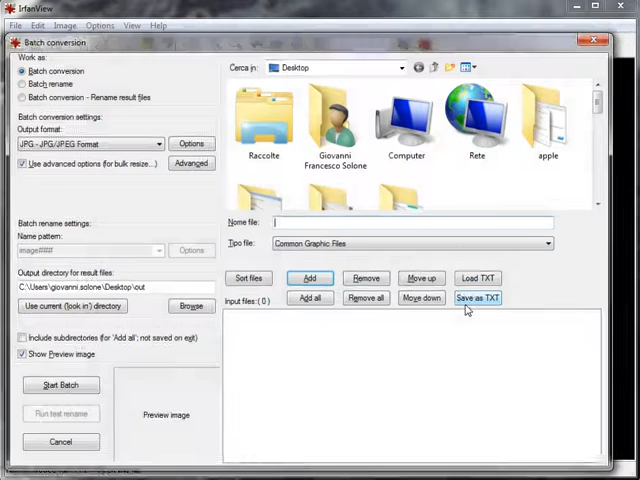 IrfanView
File Edit Image Options View Help
Batch conversion
Work as:
Batch conversion
Batch rename
Batch conversion - Rename result files
Batch conversion settings:
Output format:
JPG - JPG/JPEG Format
Options
Use advanced options (for bulk resize...)
Advanced
Batch rename settings:
Name pattern:
image###
Options
Output directory for result files:
C:\Users\giovanni.solone\Desktop\out
Use current ('look in') directory
Browse
Include subdirectories (for 'Add all'; not saved on exit)
Show Preview image
Start Batch
Run test rename
Cancel
Preview image
Cerca in:
Desktop
Raccolte
Giovanni
Francesco Solone
Computer
Rete
apple
Nome file:
Tipo file:
Common Graphic Files
Sort files
Add
Remove
Move up
Load TXT
Input files: ( 0 )
Add all
Remove all
Move down
Save as TXT